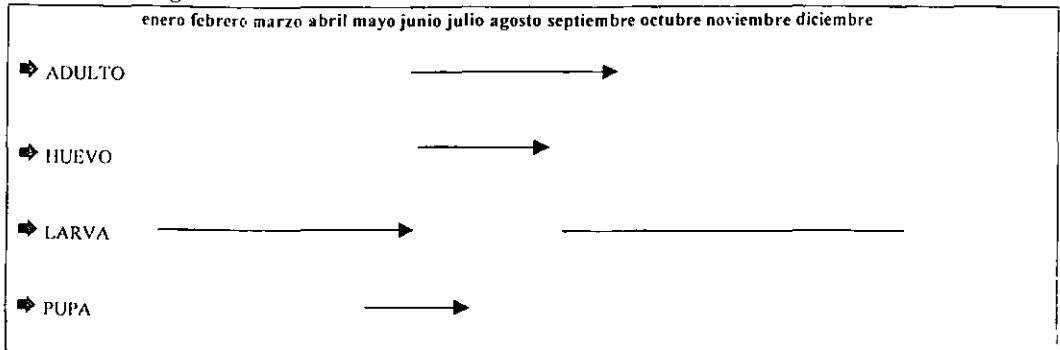 enero febrero marzo abril mayo junio julio agosto septiembre octubre noviembre diciembre
ADULTO
HUEVO
LARVA
PUPA